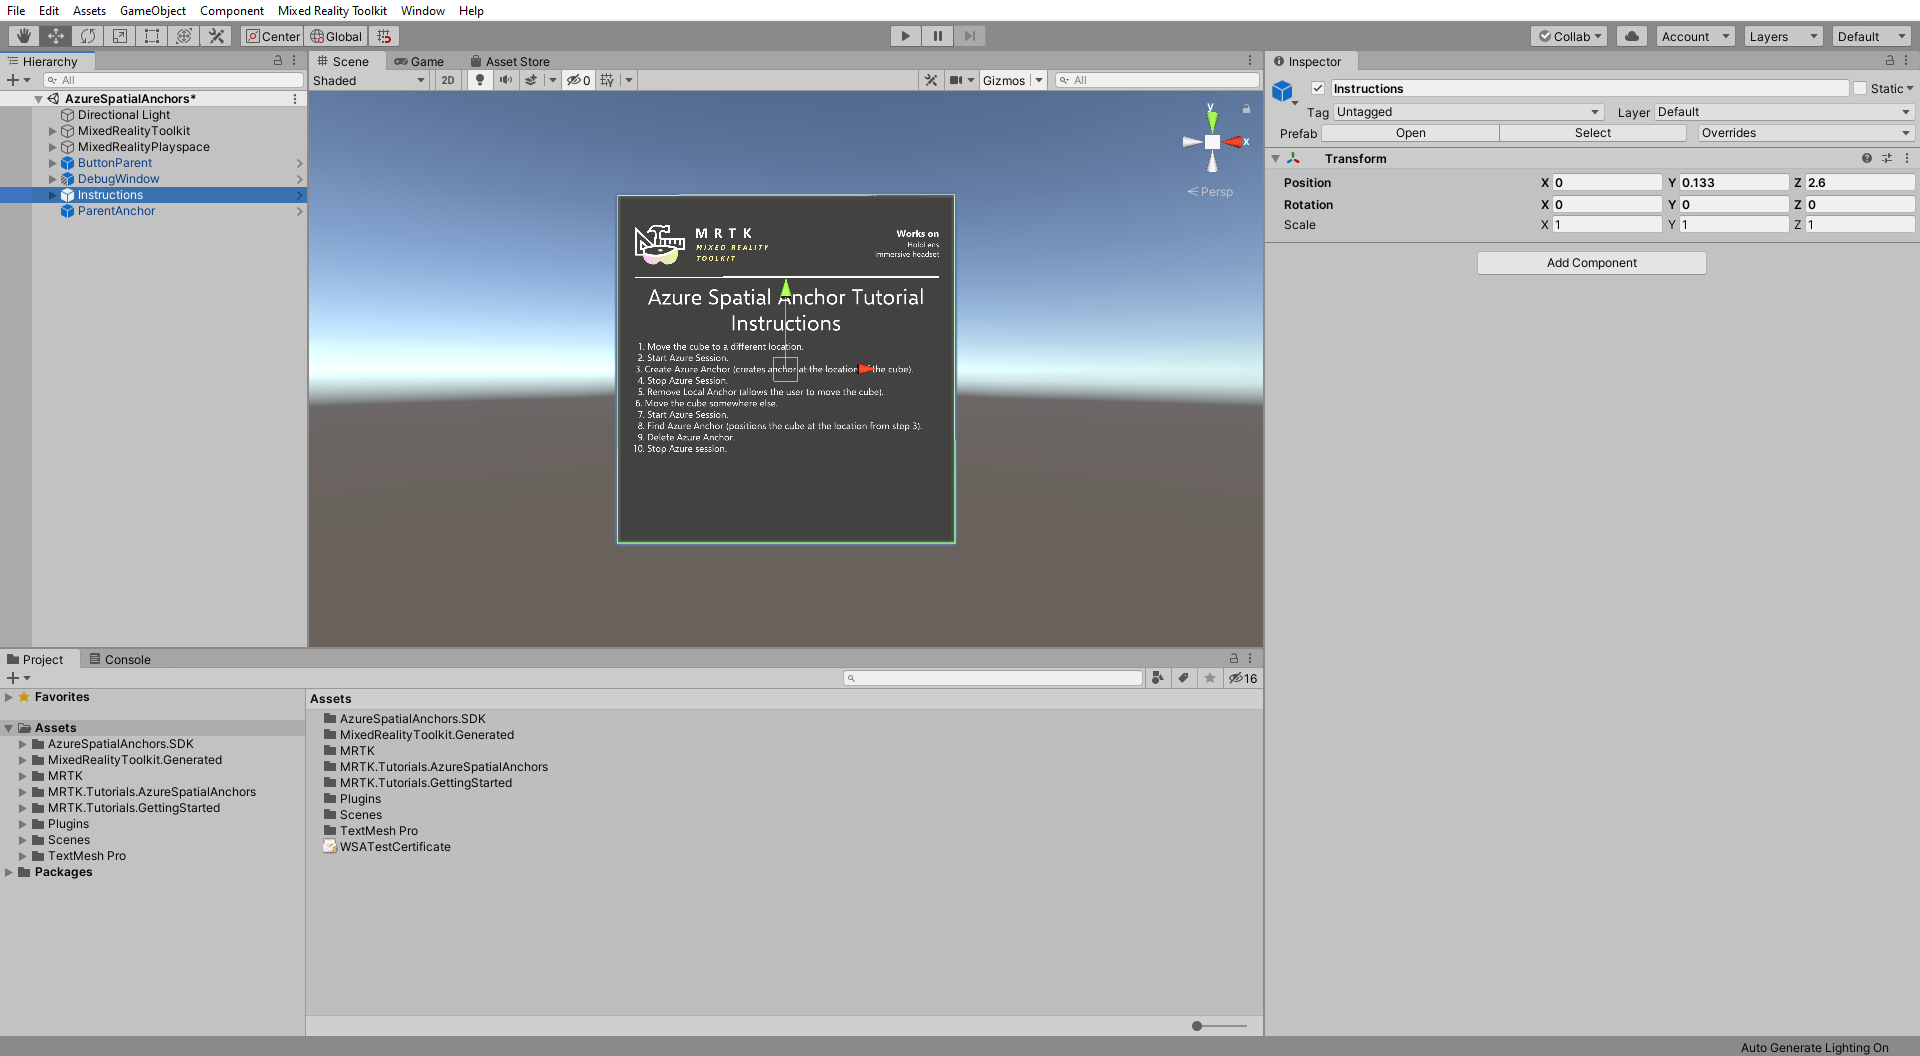 File Edit Assets GameObject Component Mixed Reality Toolkit Window Help
Center Global Collab Account Layers Default
Hierarchy
All
AzureSpatialAnchors*
Directional Light
MixedRealityToolkit
MixedRealityPlayspace
ButtonParent
DebugWindow
Instructions
ParentAnchor
Scene Game Asset Store
Shaded 2D 0 Gizmos All
y
x
Persp
MRTK
MIXED REALITY
TOOLKIT
Works on
HoloLens
Immersive headset
Azure Spatial Anchor Tutorial
Instructions
1. Move the cube to a different location.
2. Start Azure Session.
3. Create Azure Anchor (creates anchor at the location of the cube).
4. Stop Azure Session.
5. Remove Local Anchor (allows the user to move the cube).
6. Move the cube somewhere else.
7. Start Azure Session.
8. Find Azure Anchor (positions the cube at the location from step 3).
9. Delete Azure Anchor.
10. Stop Azure session.
Inspector
Instructions Static
Tag Untagged Layer Default
Prefab Open Select Overrides
Transform
Position X 0 Y 0.133 Z 2.6
Rotation X 0 Y 0 Z 0
Scale X 1 Y 1 Z 1
Add Component
Project Console
16
Favorites
Assets
AzureSpatialAnchors.SDK
MixedRealityToolkit.Generated
MRTK
MRTK.Tutorials.AzureSpatialAnchors
MRTK.Tutorials.GettingStarted
Plugins
Scenes
TextMesh Pro
Packages
Assets
AzureSpatialAnchors.SDK
MixedRealityToolkit.Generated
MRTK
MRTK.Tutorials.AzureSpatialAnchors
MRTK.Tutorials.GettingStarted
Plugins
Scenes
TextMesh Pro
WSATestCertificate
Auto Generate Lighting On